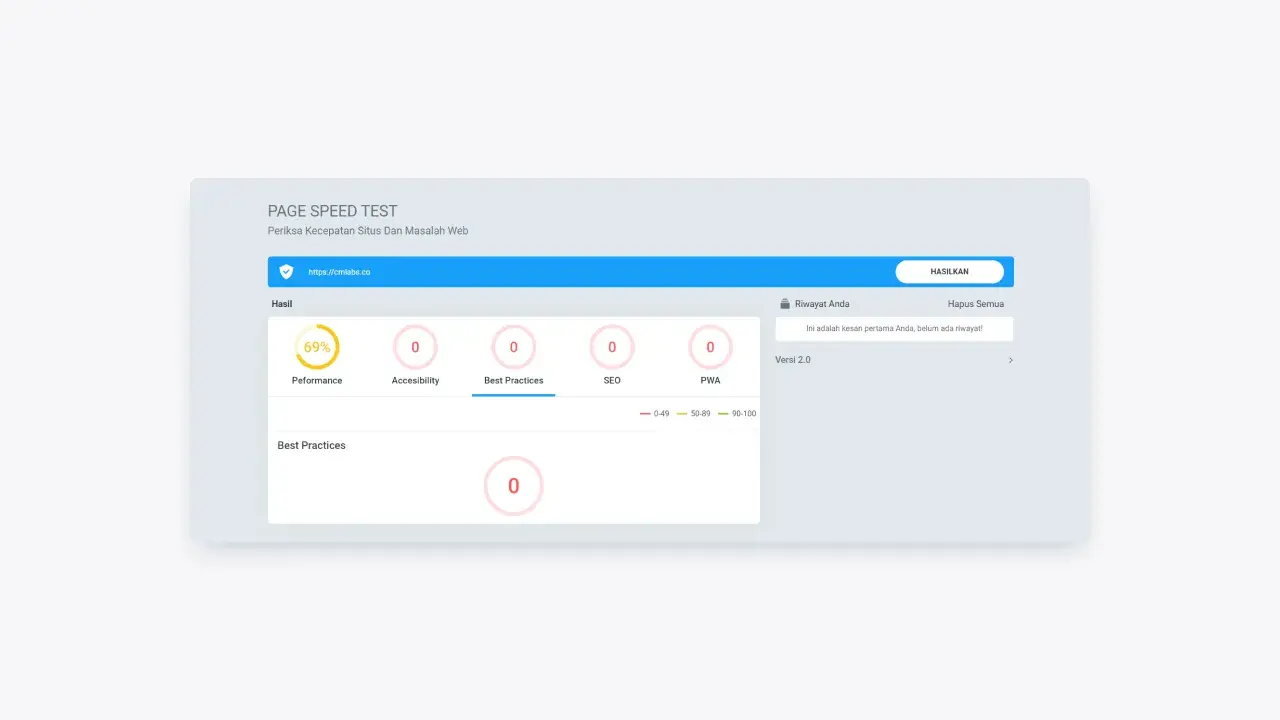 PAGE SPEED TEST
Periksa Kecepatan Situs Dan Masalah Web
https://cmlabs.co
HASILKAN
Hasil
Riwayat Anda
Hapus Semua
69%
0
0
0
0
Peformance
Accesibility
Best Practices
SEO
PWA
Ini adalah kesan pertama Anda, belum ada riwayat!
Versi 2.0
0-49
50-89
90-100
Best Practices
0